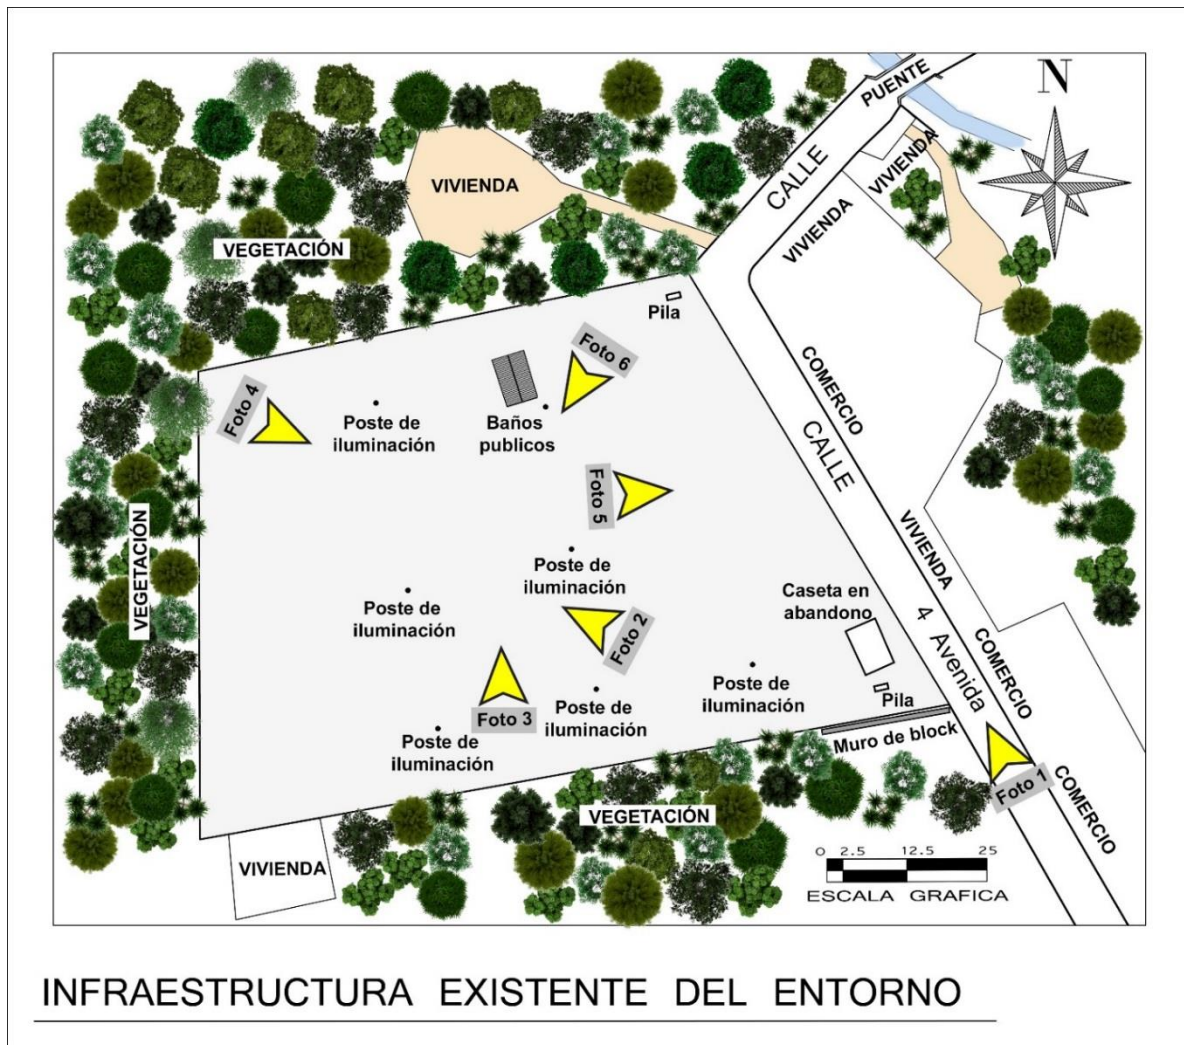 PUENTE
N
CALLE
VIVIENDA
VIVIENDA
VIVIENDA
VEGETACIÓN
Pila
Foto 6
Foto 4
Poste de
iluminación
Baños
publicos
COMERCIO
CALLE
Foto 5
VEGETACIÓN
VIVIENDA
Poste de
iluminación
Poste de
iluminación
Caseta en
abandono
4 Avenida
Foto 2
COMERCIO
Poste de
iluminación
Pila
Foto 3
Poste de
iluminación
Poste de
iluminación
Muro de block
Foto 1
COMERCIO
VEGETACIÓN
VIVIENDA
0 2.5 12.5 25
ESCALA GRAFICA
INFRAESTRUCTURA EXISTENTE DEL ENTORNO